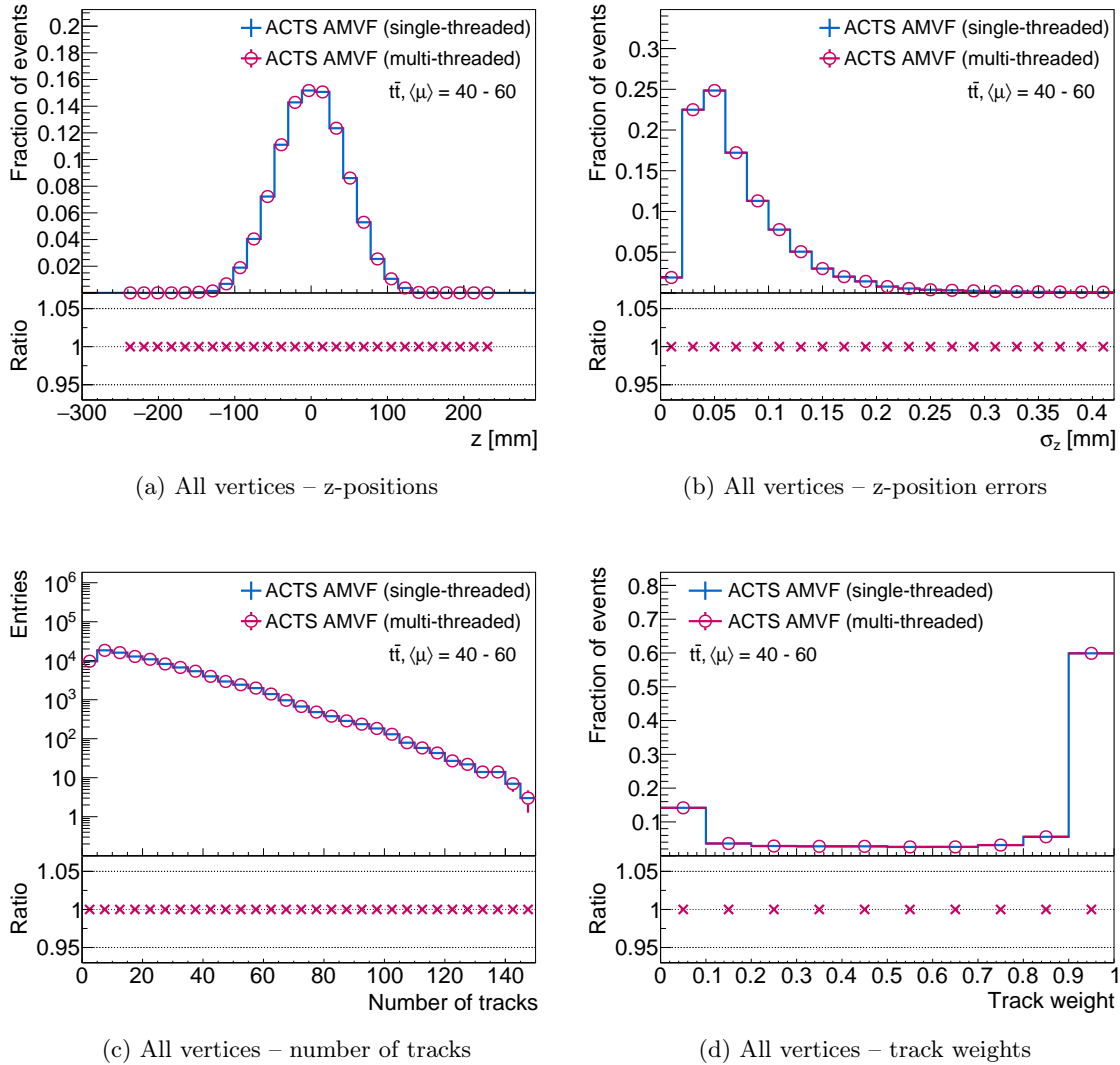 Fraction of events
0.2
0.18
0.16
0.14
0.12
0.1
0.08
0.06
0.04
0.02
ACTS AMVF (single-threaded)
ACTS AMVF (multi-threaded)
tt̄, ⟨μ⟩ = 40 - 60
Ratio
1.05
1
0.95
−300 −200 −100 0 100 200
z [mm]
(a) All vertices – z-positions
Fraction of events
0.3
0.25
0.2
0.15
0.1
0.05
ACTS AMVF (single-threaded)
ACTS AMVF (multi-threaded)
tt̄, ⟨μ⟩ = 40 - 60
Ratio
1.05
1
0.95
0 0.05 0.1 0.15 0.2 0.25 0.3 0.35 0.4
σz [mm]
(b) All vertices – z-position errors
Entries
10⁶
10⁵
10⁴
10³
10²
10
1
ACTS AMVF (single-threaded)
ACTS AMVF (multi-threaded)
tt̄, ⟨μ⟩ = 40 - 60
Ratio
1.05
1
0.95
0 20 40 60 80 100 120 140
Number of tracks
(c) All vertices – number of tracks
Fraction of events
0.8
0.7
0.6
0.5
0.4
0.3
0.2
0.1
ACTS AMVF (single-threaded)
ACTS AMVF (multi-threaded)
tt̄, ⟨μ⟩ = 40 - 60
Ratio
1.05
1
0.95
0 0.1 0.2 0.3 0.4 0.5 0.6 0.7 0.8 0.9 1
Track weight
(d) All vertices – track weights